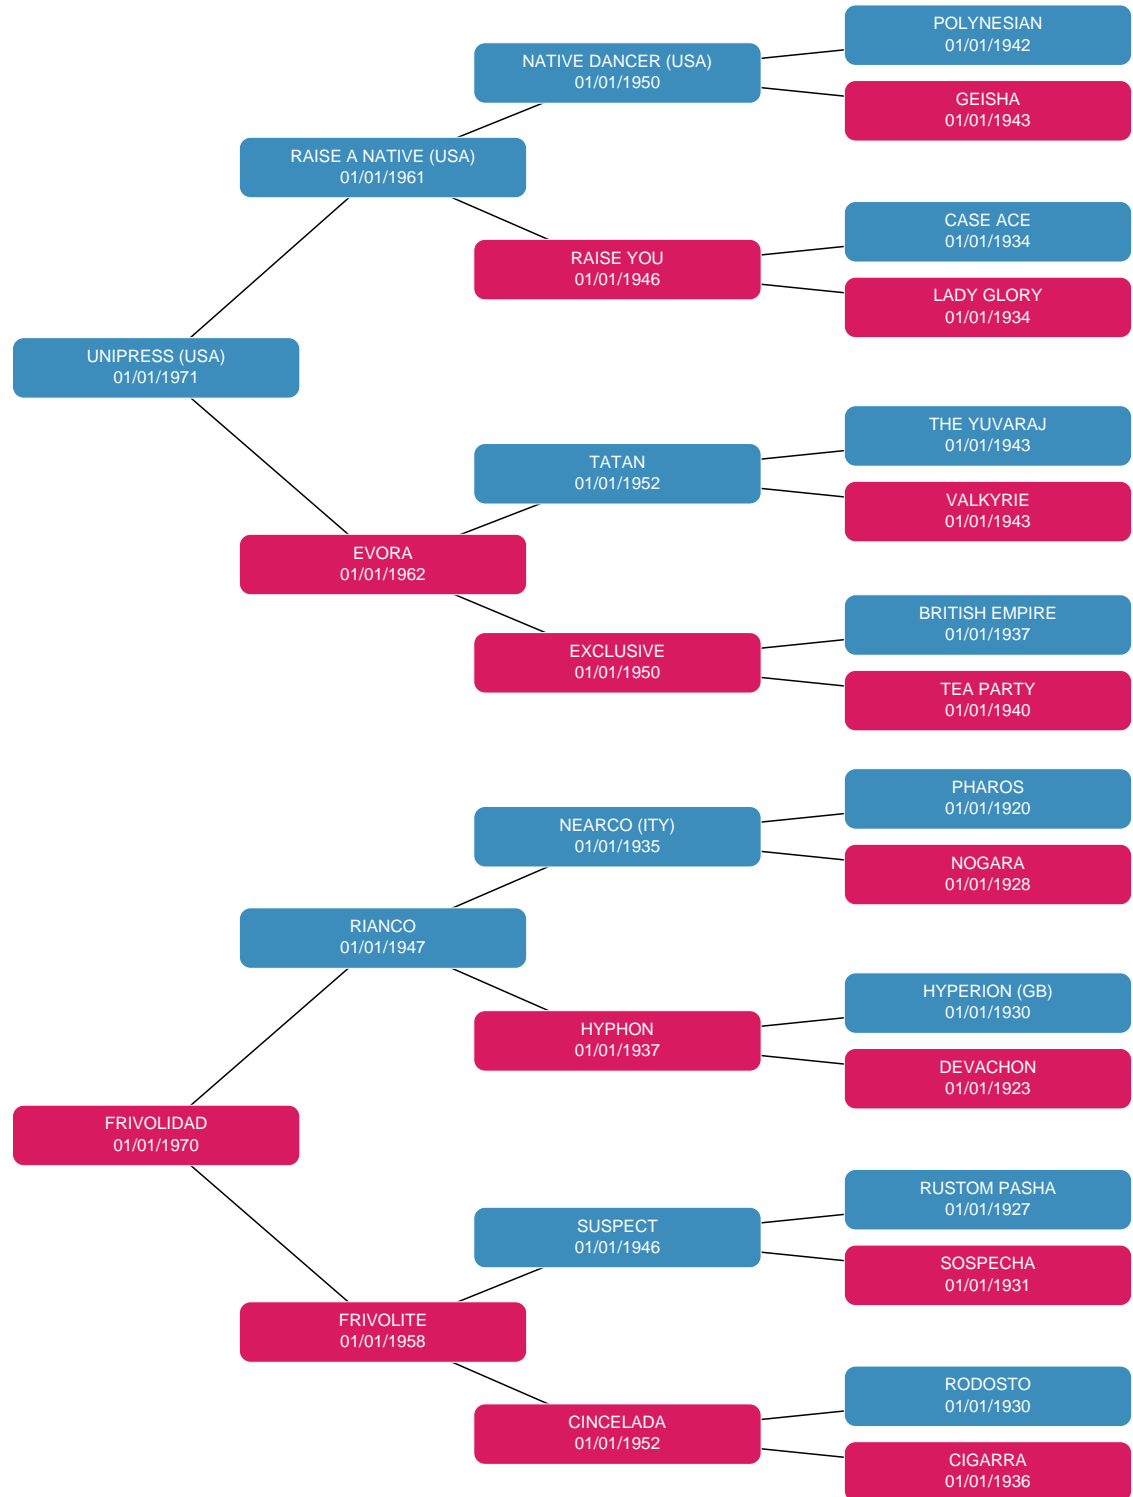 POLYNESIAN
01/01/1942
NATIVE DANCER (USA)
01/01/1950
GEISHA
01/01/1943
RAISE A NATIVE (USA)
01/01/1961
CASE ACE
01/01/1934
RAISE YOU
01/01/1946
LADY GLORY
01/01/1934
UNIPRESS (USA)
01/01/1971
THE YUVARAJ
01/01/1943
TATAN
01/01/1952
VALKYRIE
01/01/1943
EVORA
01/01/1962
BRITISH EMPIRE
01/01/1937
EXCLUSIVE
01/01/1950
TEA PARTY
01/01/1940
PHAROS
01/01/1920
NEARCO (ITY)
01/01/1935
NOGARA
01/01/1928
RIANCO
01/01/1947
HYPERION (GB)
01/01/1930
HYPHON
01/01/1937
DEVACHON
01/01/1923
FRIVOLIDAD
01/01/1970
RUSTOM PASHA
01/01/1927
SUSPECT
01/01/1946
SOSPECHA
01/01/1931
FRIVOLITE
01/01/1958
RODOSTO
01/01/1930
CINCELADA
01/01/1952
CIGARRA
01/01/1936